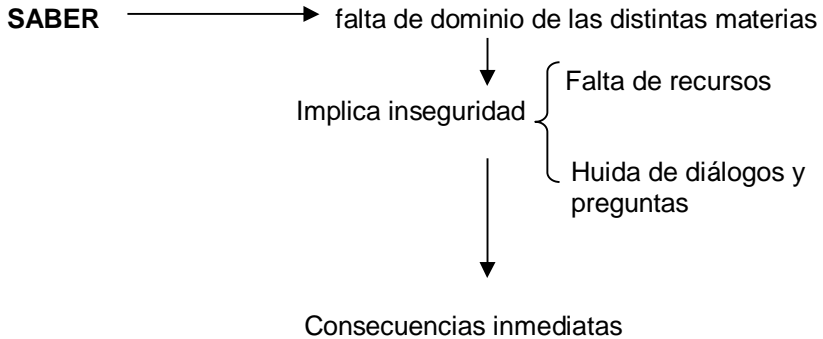 SABER falta de dominio de las distintas materias
Falta de recursos
Implica inseguridad
Huida de diálogos y
preguntas
Consecuencias inmediatas